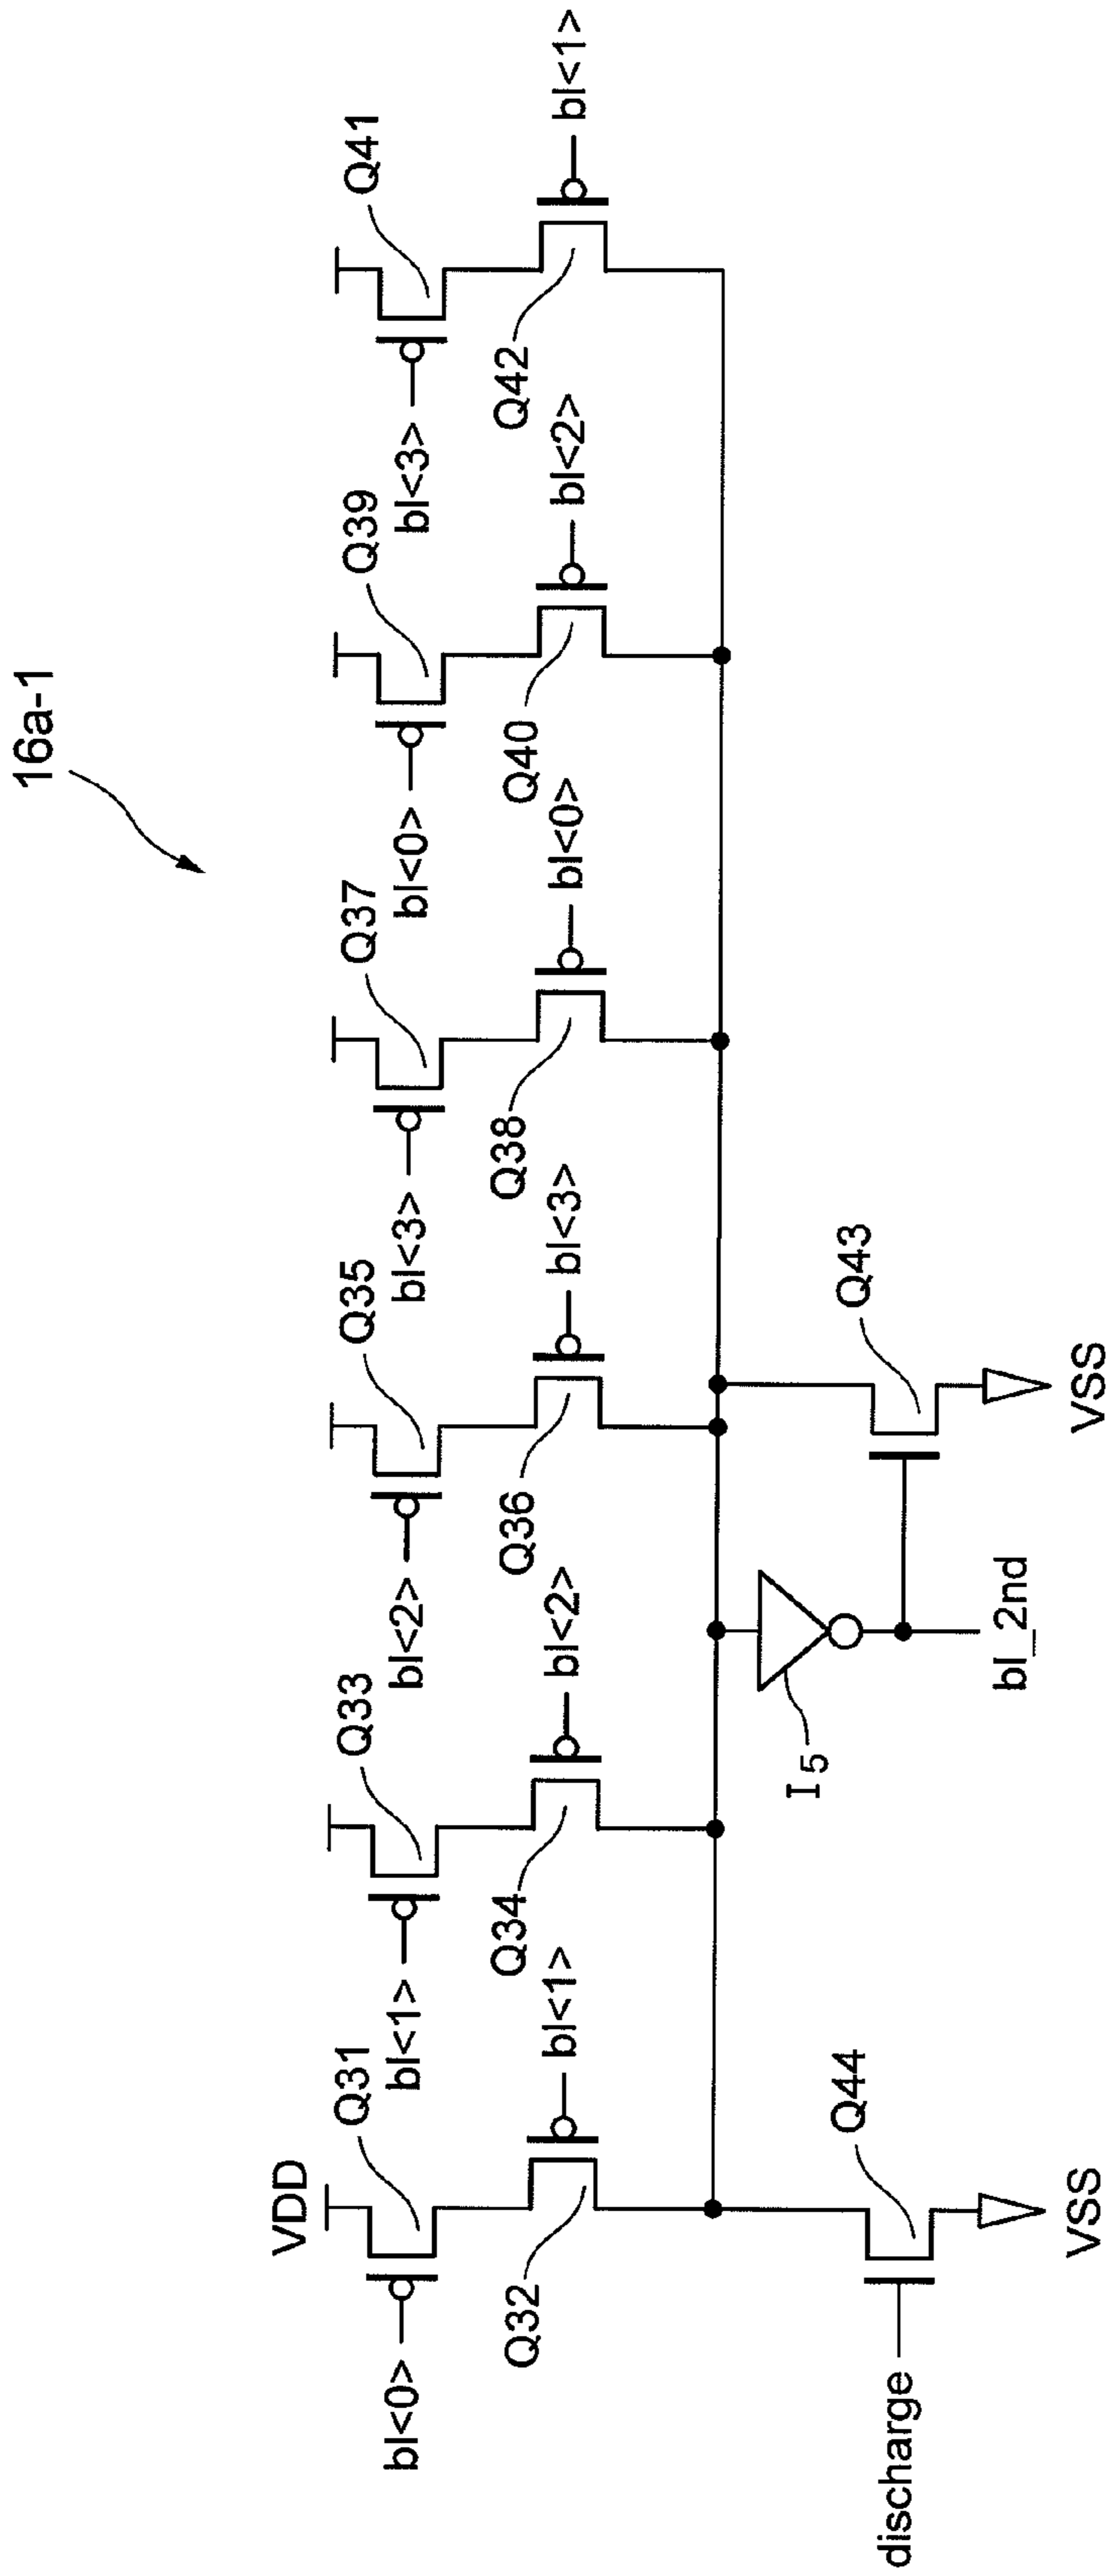 16a-1
VDD
Q31
Q33
Q35
Q37
Q39
Q41
bl<0>
bl<1>
bl<2>
bl<3>
bl<0>
bl<3>
Q32
bl<1>
Q34
bl<2>
Q36
bl<3>
Q38
bl<0>
Q40
bl<2>
Q42
bl<1>
I5
Q43
Q44
discharge
bl_2nd
VSS
VSS